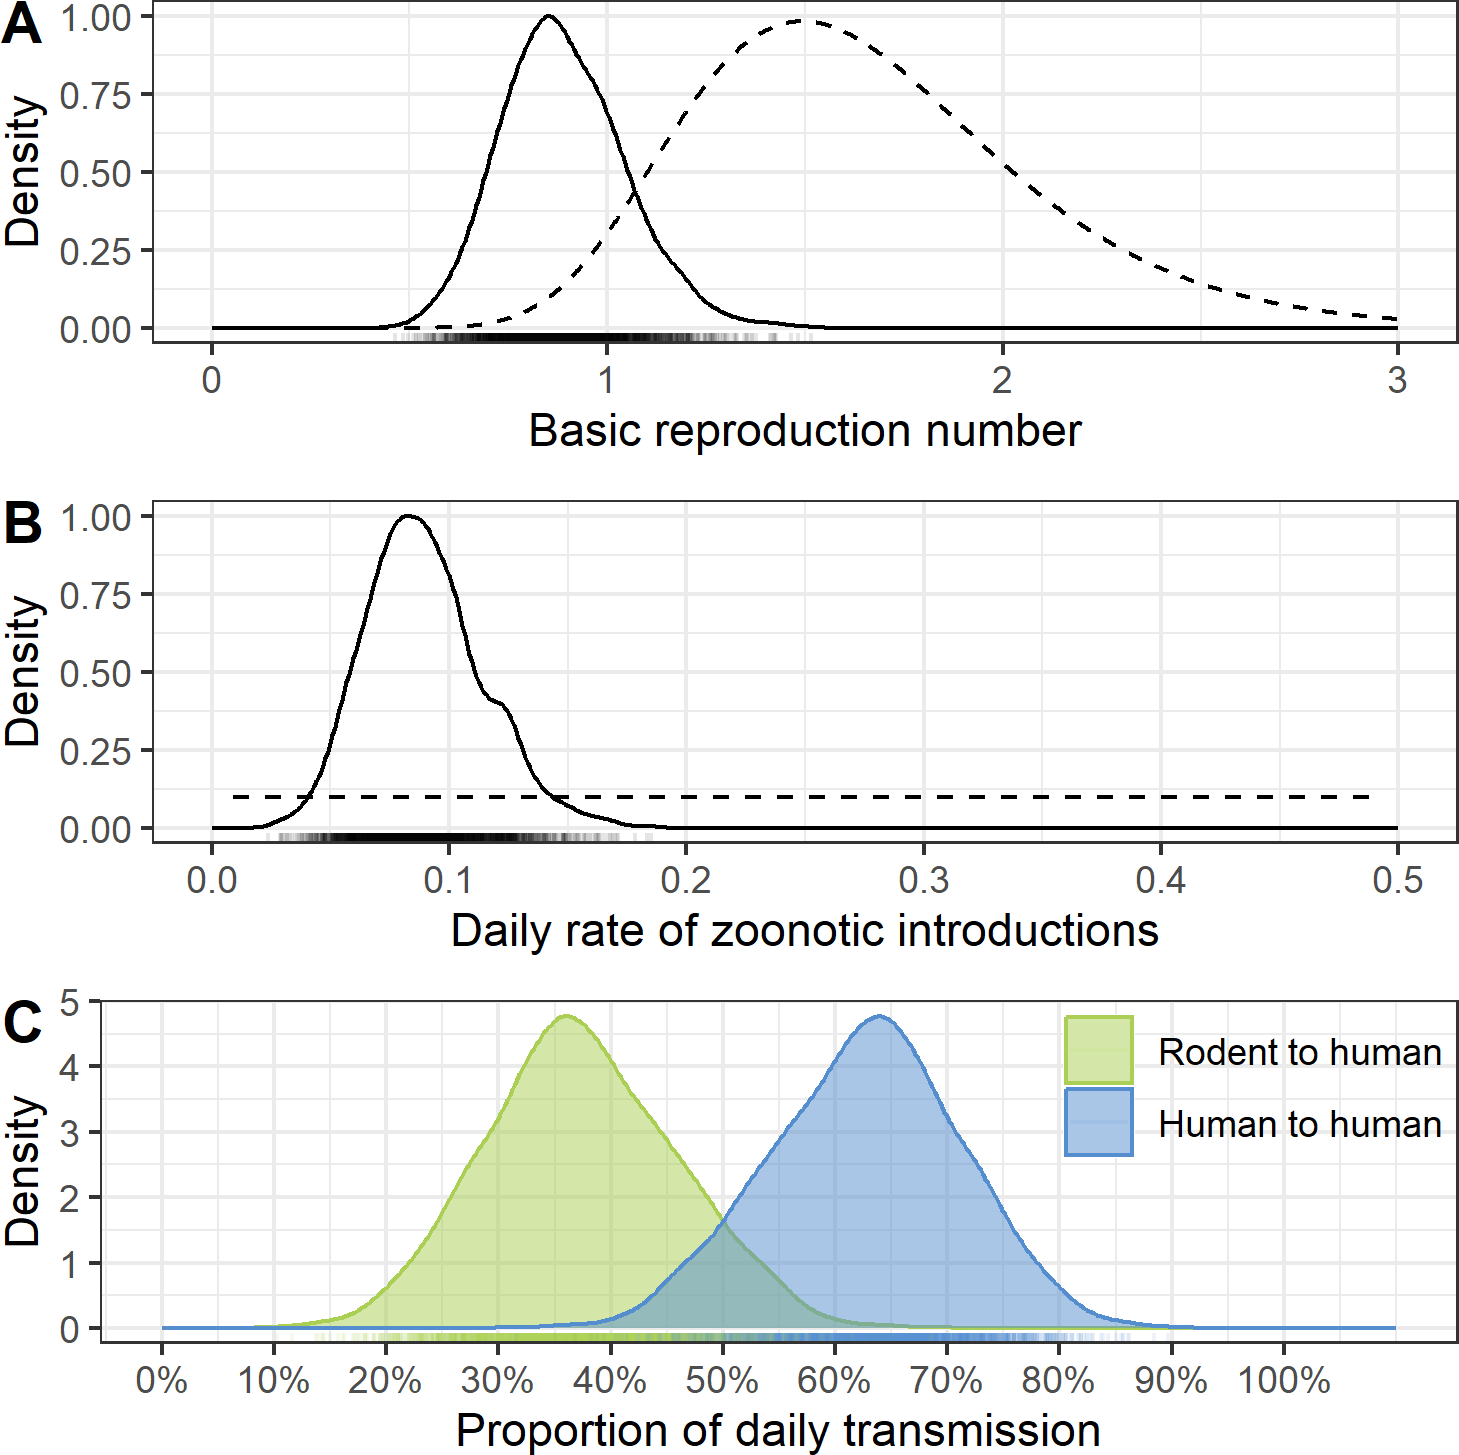 A
Density
1.00
0.75
0.50
0.25
0.00
0 1 2 3
Basic reproduction number
B
Density
1.00
0.75
0.50
0.25
0.00
0.0 0.1 0.2 0.3 0.4 0.5
Daily rate of zoonotic introductions
C
Density
5
4
3
2
1
0
Rodent to human
Human to human
0% 10% 20% 30% 40% 50% 60% 70% 80% 90% 100%
Proportion of daily transmission